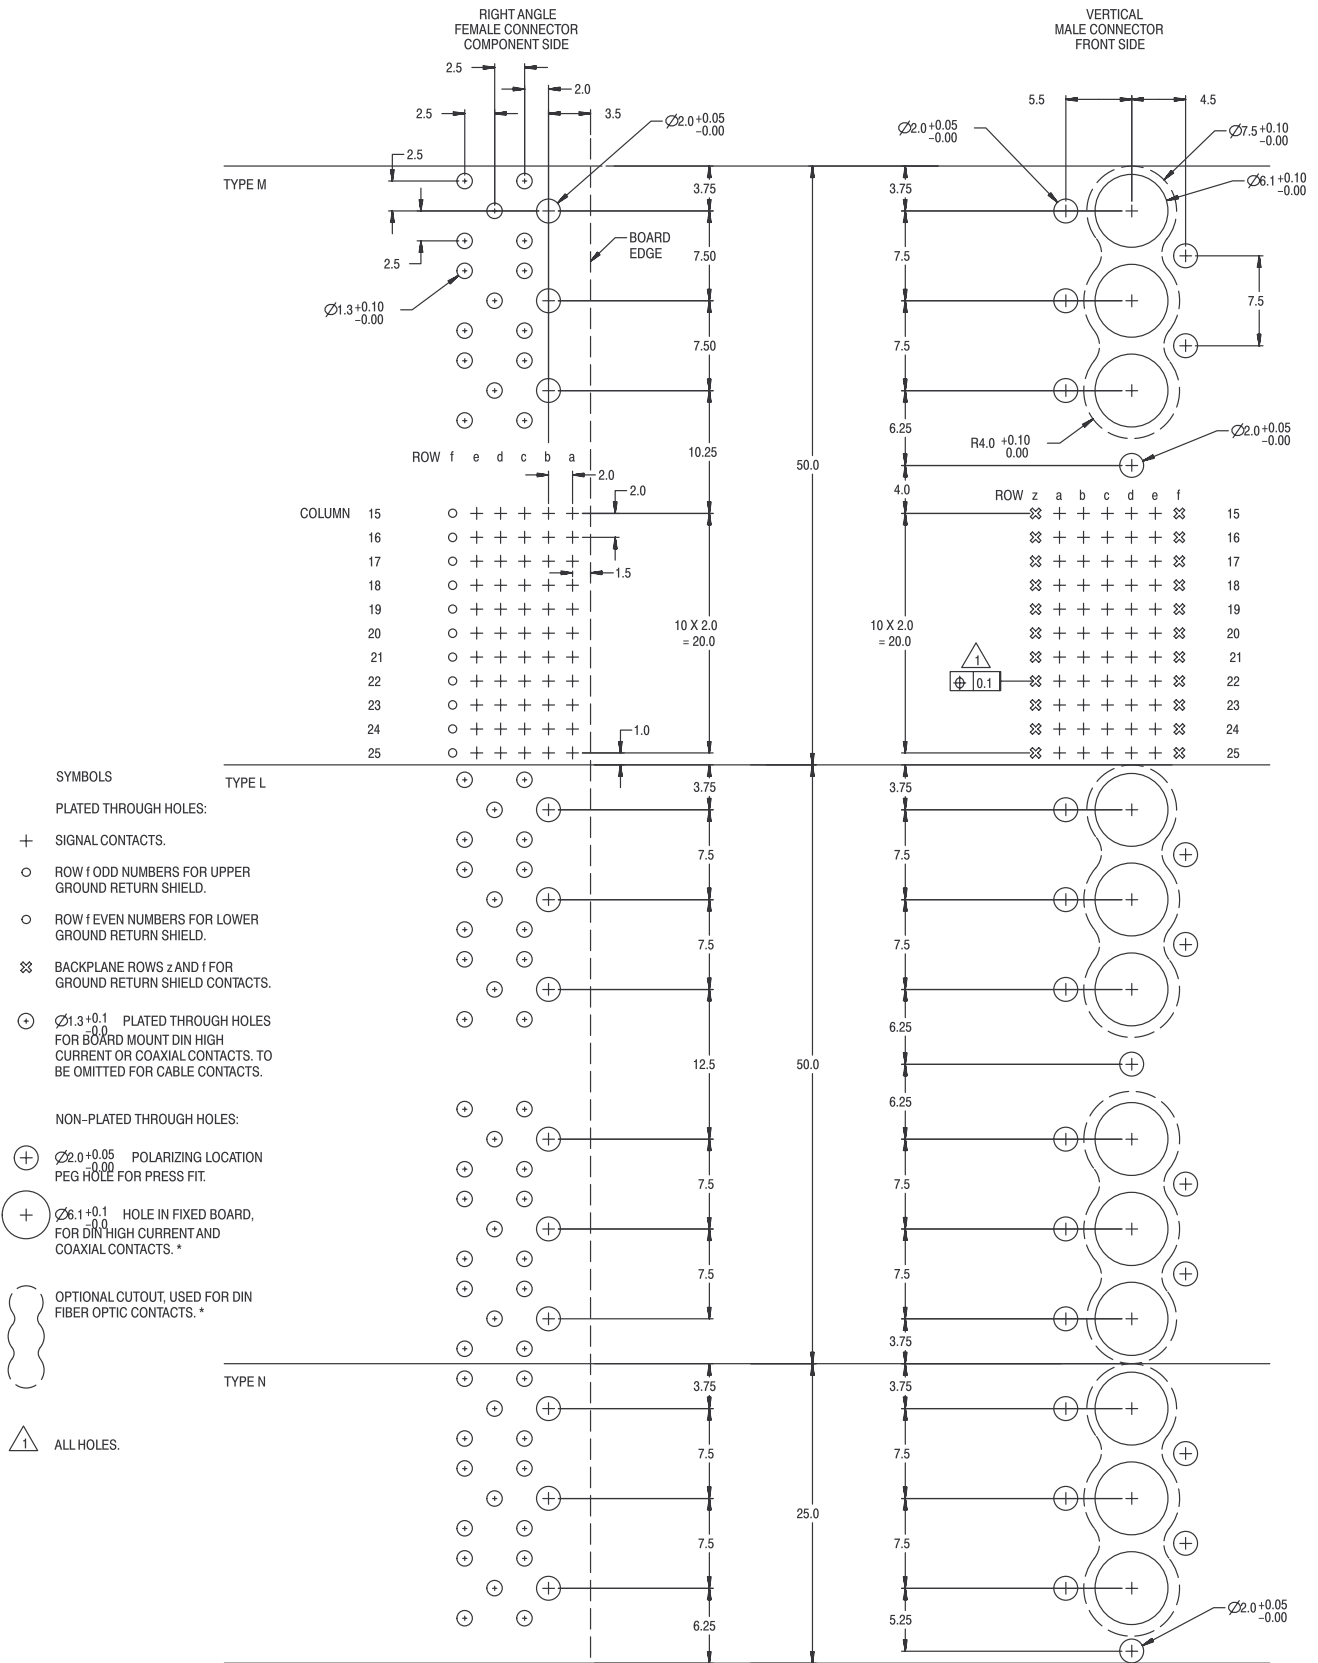 RIGHT ANGLE
FEMALE CONNECTOR
COMPONENT SIDE
VERTICAL
MALE CONNECTOR
FRONT SIDE
2.5
2.0
2.5
3.5
Ø2.0 +0.05
−0.00
5.5
4.5
Ø2.0 +0.05
−0.00
Ø7.5 +0.10
−0.00
2.5
TYPE M
3.75
3.75
Ø6.1 +0.10
−0.00
BOARD
EDGE
2.5
7.50
7.5
7.5
Ø1.3 +0.10
−0.00
7.50
7.5
6.25
Ø2.0 +0.05
−0.00
R4.0 +0.10
0.00
ROW f e d c b a
10.25
50.0
2.0
2.0
4.0
ROW z a b c d e f
COLUMN 15
15
16
16
17
17
1.5
18
18
19
19
20
10 X 2.0
= 20.0
10 X 2.0
= 20.0
20
21
1
21
22
0.1
22
23
23
24
1.0
24
25
25
SYMBOLS
TYPE L
3.75
3.75
PLATED THROUGH HOLES:
SIGNAL CONTACTS.
7.5
7.5
ROW f ODD NUMBERS FOR UPPER
GROUND RETURN SHIELD.
ROW f EVEN NUMBERS FOR LOWER
GROUND RETURN SHIELD.
7.5
7.5
BACKPLANE ROWS z AND f FOR
GROUND RETURN SHIELD CONTACTS.
Ø1.3 +0.1
−0.0 PLATED THROUGH HOLES
FOR BOARD MOUNT DIN HIGH
CURRENT OR COAXIAL CONTACTS. TO
BE OMITTED FOR CABLE CONTACTS.
6.25
12.5
50.0
6.25
NON−PLATED THROUGH HOLES:
Ø2.0 +0.05
−0.00 POLARIZING LOCATION
PEG HOLE FOR PRESS FIT.
7.5
7.5
Ø6.1 +0.1
−0.0 HOLE IN FIXED BOARD,
FOR DIN HIGH CURRENT AND
COAXIAL CONTACTS. *
7.5
7.5
OPTIONAL CUTOUT, USED FOR DIN
FIBER OPTIC CONTACTS. *
3.75
TYPE N
3.75
3.75
1 ALL HOLES.
7.5
7.5
25.0
7.5
7.5
6.25
5.25
Ø2.0 +0.05
−0.00